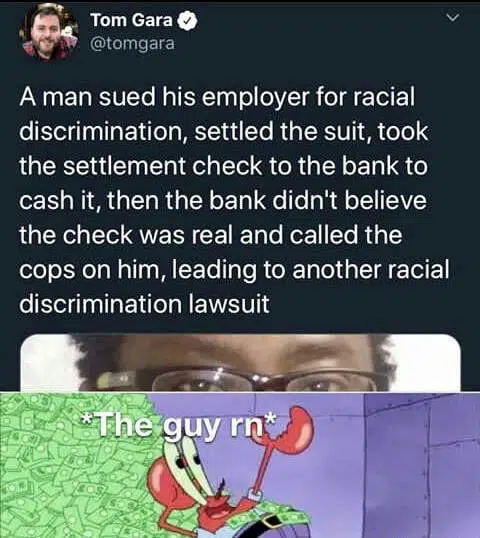 Tom Gara
@tomgara
A man sued his employer for racial
discrimination, settled the suit, took
the settlement check to the bank to
cash it, then the bank didn't believe
the check was real and called the
cops on him, leading to another racial
discrimination lawsuit
*The guy rn*